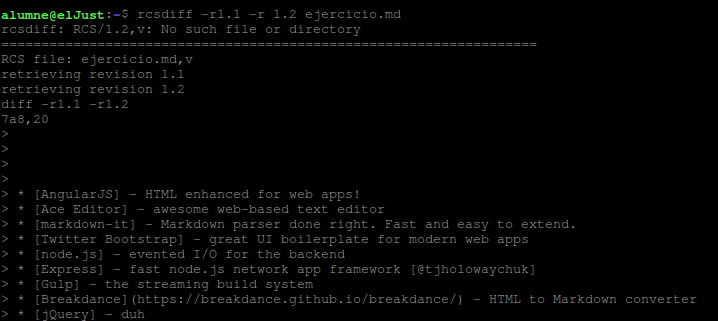 alumne@elJust:~$ rcsdiff -r1.1 -r 1.2 ejercicio.md
rcsdiff: RCS/1.2,v: No such file or directory
===================================================================
RCS file: ejercicio.md,v
retrieving revision 1.1
retrieving revision 1.2
diff -r1.1 -r1.2
7a8,20
>
>
>
>
> * [AngularJS] - HTML enhanced for web apps!
> * [Ace Editor] - awesome web-based text editor
> * [markdown-it] - Markdown parser done right. Fast and easy to extend.
> * [Twitter Bootstrap] - great UI boilerplate for modern web apps
> * [node.js] - evented I/O for the backend
> * [Express] - fast node.js network app framework [@tjholowaychuk]
> * [Gulp] - the streaming build system
> * [Breakdance](https://breakdance.github.io/breakdance/) - HTML to Markdown converter
> * [jQuery] - duh